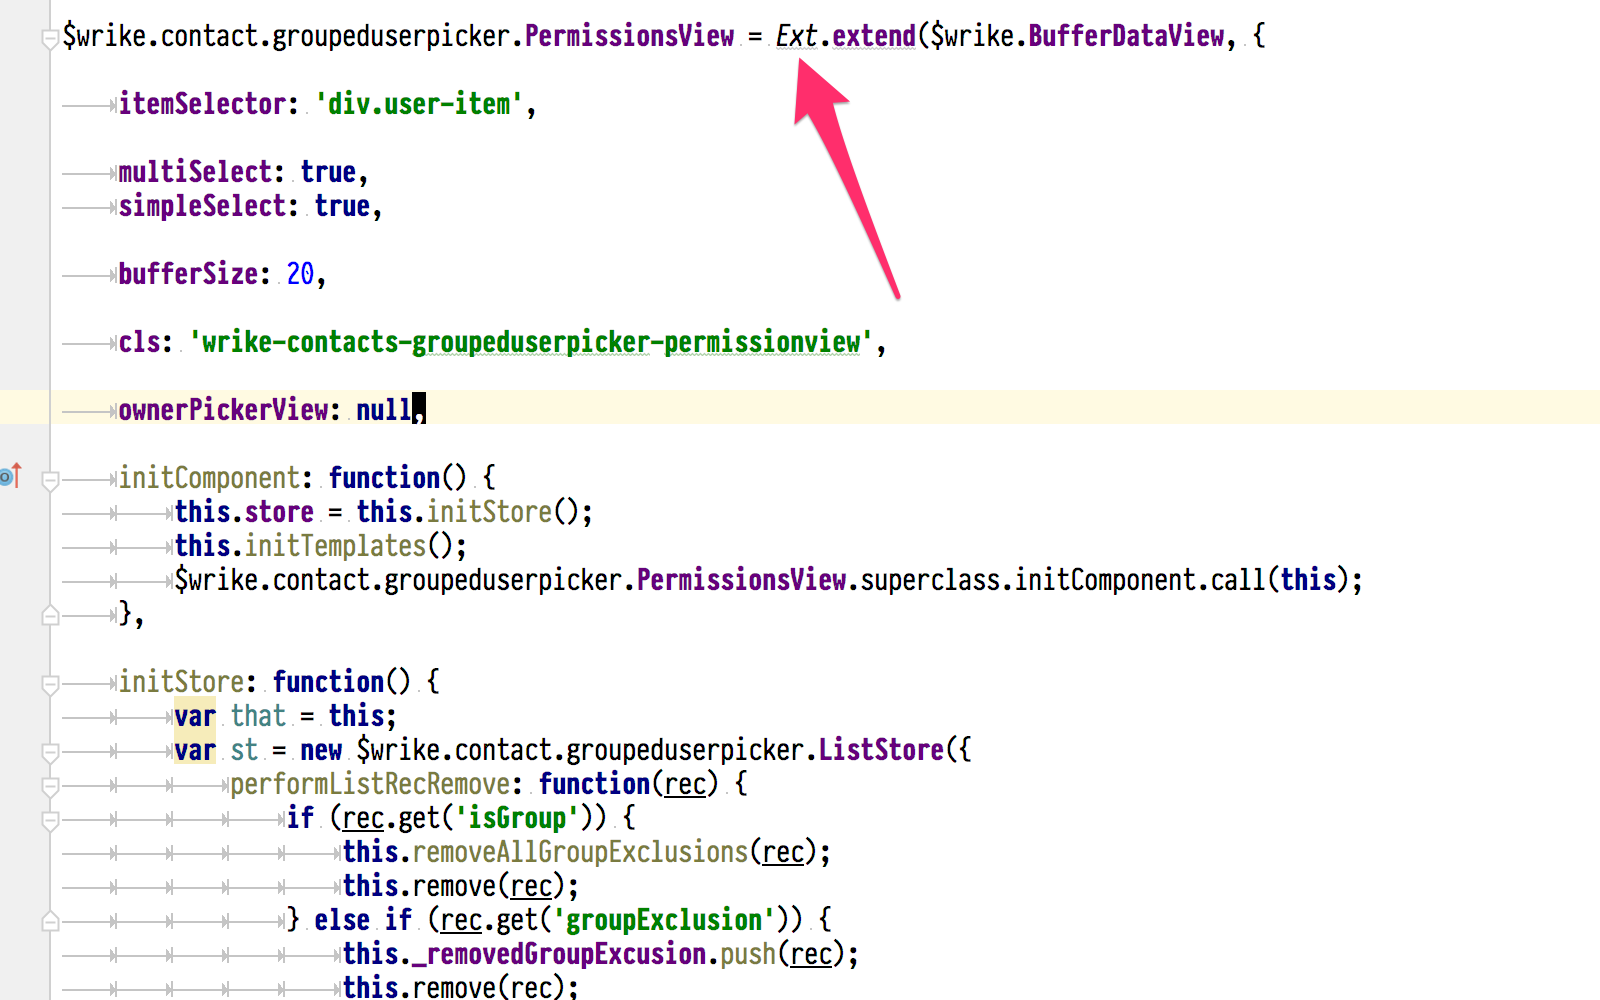 $wrike.contact.groupeduserpicker.PermissionsView = Ext.extend($wrike.BufferDataView, {
itemSelector: 'div.user-item',
multiSelect: true,
simpleSelect: true,
bufferSize: 20,
cls: 'wrike-contacts-groupeduserpicker-permissionview',
ownerPickerView: null,
initComponent: function() {
this.store = this.initStore();
this.initTemplates();
$wrike.contact.groupeduserpicker.PermissionsView.superclass.initComponent.call(this);
},
initStore: function() {
var that = this;
var st = new $wrike.contact.groupeduserpicker.ListStore({
performListRecRemove: function(rec) {
if (rec.get('isGroup')) {
this.removeAllGroupExclusions(rec);
this.remove(rec);
} else if (rec.get('groupExclusion')) {
this._removedGroupExcusion.push(rec);
this.remove(rec);